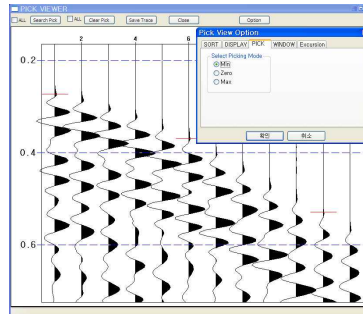 PICK VIEWER
ALL Search Pick ALL Clear Pick Save Trace Close Option
Pick View Option
SORT DISPLAY PICK WINDOW Excursion
Select Picking Mode
Min
Zero
Max
확인 취소
2 4 6
0.2
0.4
0.6